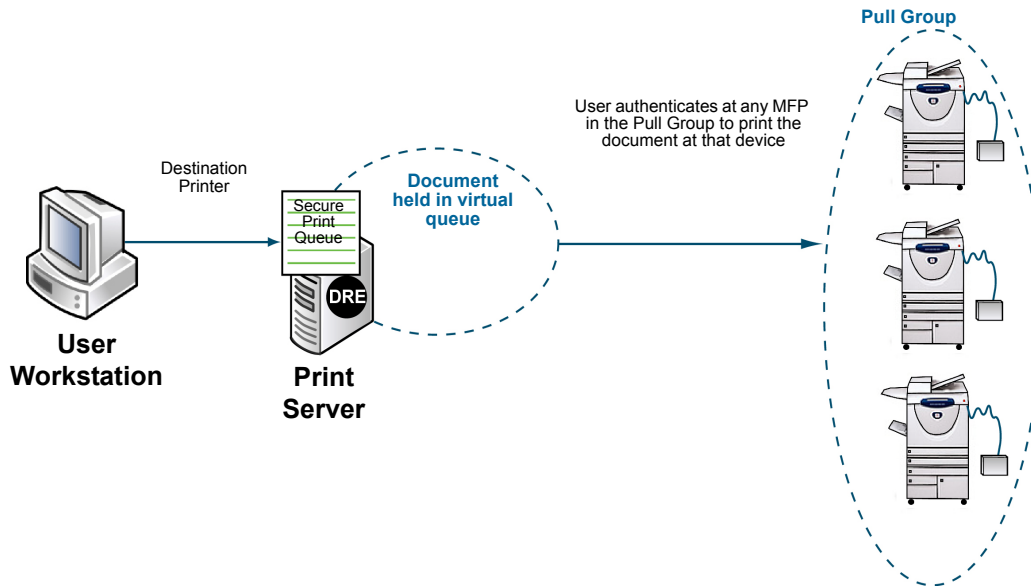 Pull Group
User authenticates at any MFP
in the Pull Group to print the
document at that device
Destination
Printer
Document
held in virtual
queue
Secure
Print
Queue
DRE
User
Workstation
Print
Server